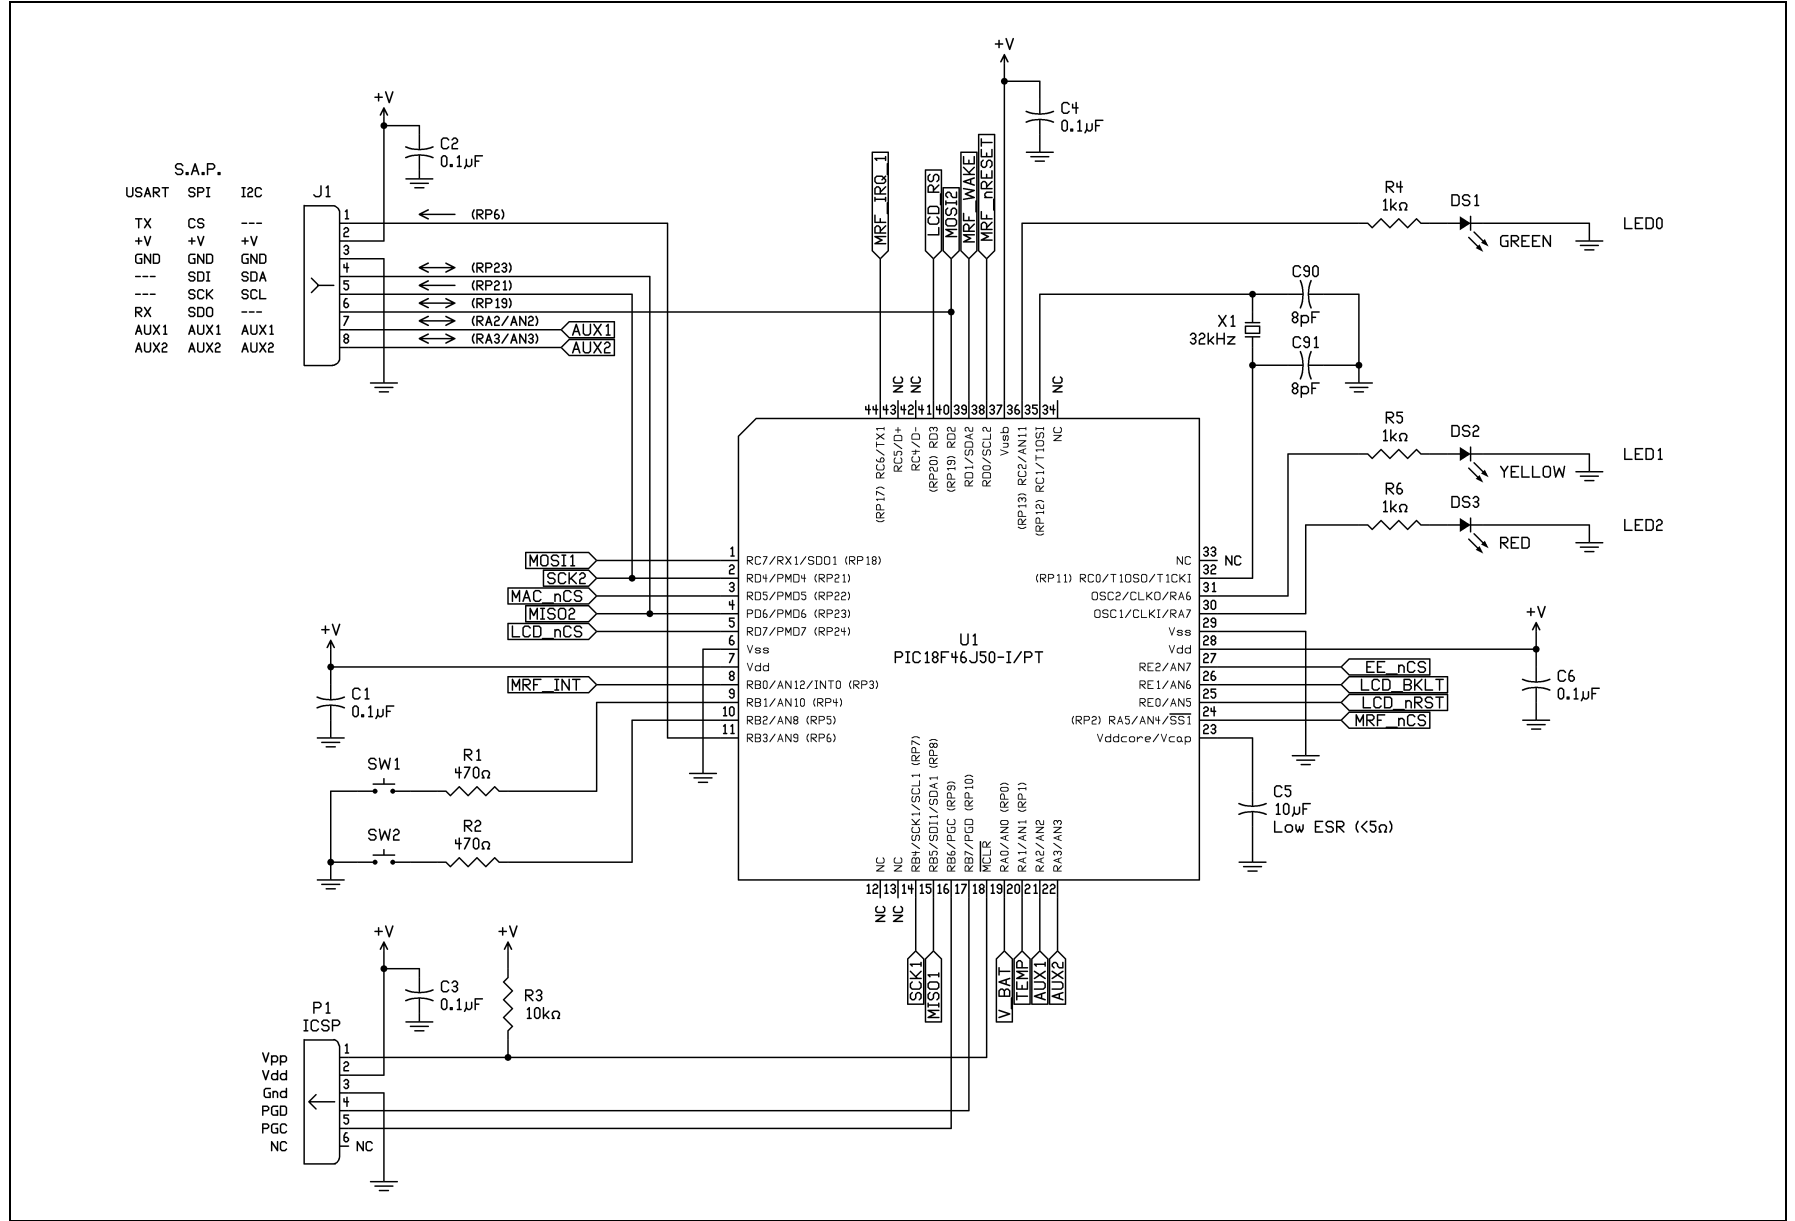 +V
C4
0.1µF
+V
C2
0.1µF
S.A.P.
USART SPI I2C
TX CS ---
+V +V +V
GND GND GND
--- SDI SDA
--- SCK SCL
RX SDO ---
AUX1 AUX1 AUX1
AUX2 AUX2 AUX2
J1
1
2
3
4
5
6
7
8
(RP6)
(RP23)
(RP21)
(RP19)
(RA2/AN2)
(RA3/AN3)
AUX1
AUX2
MRF_IRQ_1
LCD_RS
MOSI2
MRF_WAKE
MRF_nRESET
R4
1kΩ
DS1
GREEN
LED0
C90
8pF
X1
32kHz
C91
8pF
R5
1kΩ
DS2
YELLOW
LED1
R6
1kΩ
DS3
RED
LED2
NC
NC
NC
44 43 42 41 40 39 38 37 36 35 34
(RP17) RC6/TX1
RC5/D+
RC4/D-
(RP20) RD3
(RP19) RD2
RD1/SDA2
RD0/SCL2
Vusb
(RP13) RC2/AN11
(RP12) RC1/T1OSI
NC
MOSI1
SCK2
MAC_nCS
MISO2
LCD_nCS
MRF_INT
1 RC7/RX1/SDO1 (RP18)
2 RD4/PMD4 (RP21)
3 RD5/PMD5 (RP22)
4 PD6/PMD6 (RP23)
5 RD7/PMD7 (RP24)
6 Vss
7 Vdd
8 RB0/AN12/INT0 (RP3)
9 RB1/AN10 (RP4)
10 RB2/AN8 (RP5)
11 RB3/AN9 (RP6)
U1
PIC18F46J50-I/PT
NC 33 NC
(RP11) RC0/T1OSO/T1CKI 32
OSC2/CLKO/RA6 31
OSC1/CLKI/RA7 30
Vss 29
Vdd 28
RE2/AN7 27
RE1/AN6 26
RE0/AN5 25
(RP2) RA5/AN4/SS1 24
Vddcore/Vcap 23
EE_nCS
LCD_BKLT
LCD_nRST
MRF_nCS
+V
C6
0.1µF
C5
10µF
Low ESR (<5Ω)
+V
C1
0.1µF
SW1
R1
470Ω
SW2
R2
470Ω
NC
NC
RB4/SCK1/SCL1 (RP7)
RB5/SDI1/SDA1 (RP8)
RB6/PGC (RP9)
RB7/PGD (RP10)
MCLR
RA0/AN0 (RP0)
RA1/AN1 (RP1)
RA2/AN2
RA3/AN3
12 13 14 15 16 17 18 19 20 21 22
NC
NC
SCK1
MISO1
V_BAT
TEMP
AUX1
AUX2
+V
C3
0.1µF
+V
R3
10kΩ
P1
ICSP
Vpp 1
Vdd 2
Gnd 3
PGD 4
PGC 5
NC 6 NC